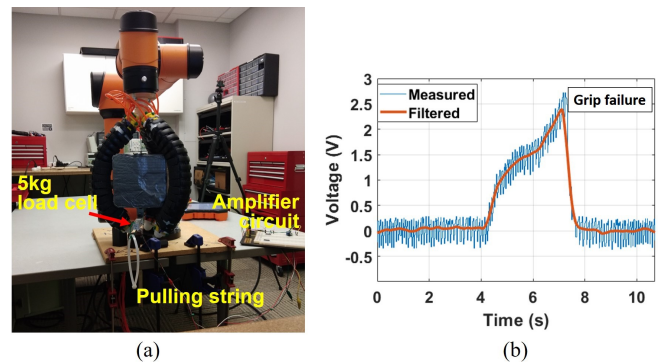 5kg
load cell
Amplifier
circuit
Pulling string
(a)
Measured
Filtered
Grip failure
Voltage (V)
3
2.5
2
1.5
1
0.5
0
-0.5
0 2 4 6 8 10
Time (s)
(b)